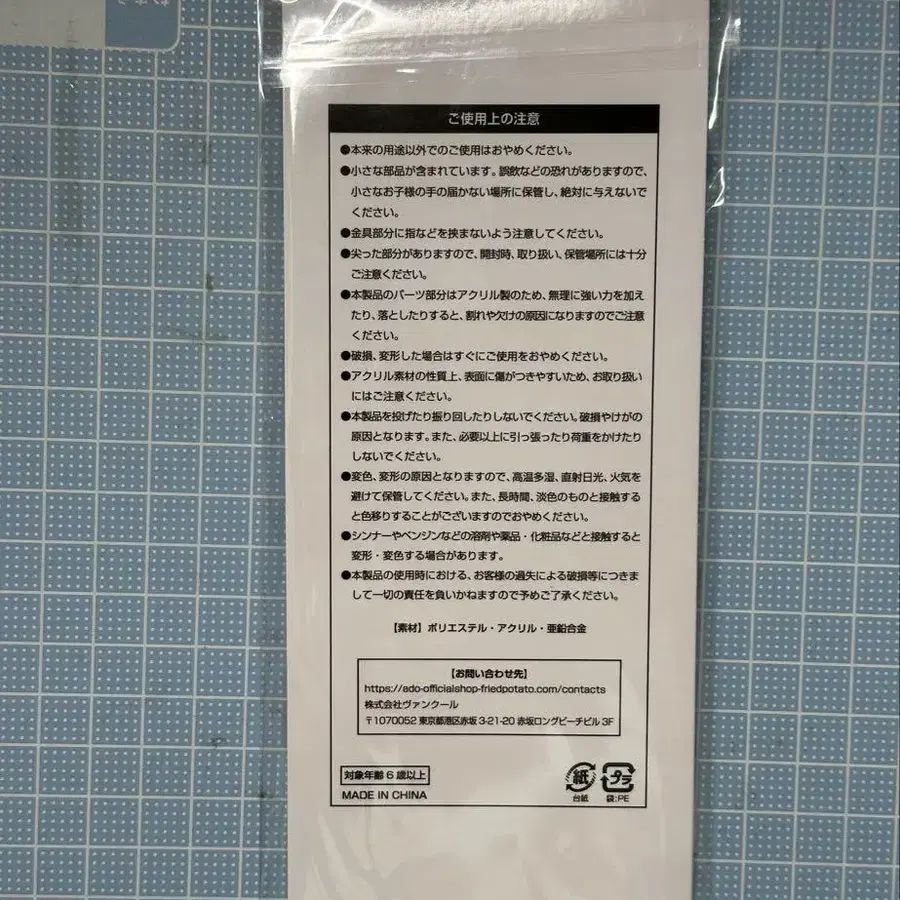 ご使用上の注意
●本来の用途以外でのご使用はおやめください。
●小さな部品が含まれています。誤飲などの恐れがありますので、
小さなお子様の手の届かない場所に保管し、絶対に与えないで
ください。
●金具部分に指などを挟まないよう注意してください。
●尖った部分がありますので、開封時、取り扱い、保管場所には十分
ご注意ください。
●本製品のパーツ部分はアクリル製のため、無理に強い力を加え
たり、落としたりすると、割れや欠けの原因になりますのでご注意
ください。
●破損、変形した場合はすぐにご使用をおやめください。
●アクリル素材の性質上、表面に傷がつきやすいため、お取り扱い
にはご注意ください。
●本製品を投げたり振り回したりしないでください。破損やけがの
原因となります。また、必要以上に引っ張ったり荷重をかけたり
しないでください。
●変色、変形の原因となりますので、高温多湿、直射日光、火気を
避けて保管してください。また、長時間、淡色のものと接触する
と色移りすることがございますのでおやめください。
●シンナーやベンジンなどの溶剤や薬品・化粧品などと接触すると
変形・変色する場合があります。
●本製品の使用時における、お客様の過失による破損等につきま
して一切の責任を負いかねますので予めご了承ください。
【素材】ポリエステル・アクリル・亜鉛合金
【お問い合わせ先】
https://ado-officialshop-friedpotato.com/contacts
株式会社ヴァンクール
〒1070052 東京都港区赤坂 3-21-20 赤坂ロングビーチビル 3F
対象年齢 6 歳以上
MADE IN CHINA
紙 プラ
台紙 袋:PE